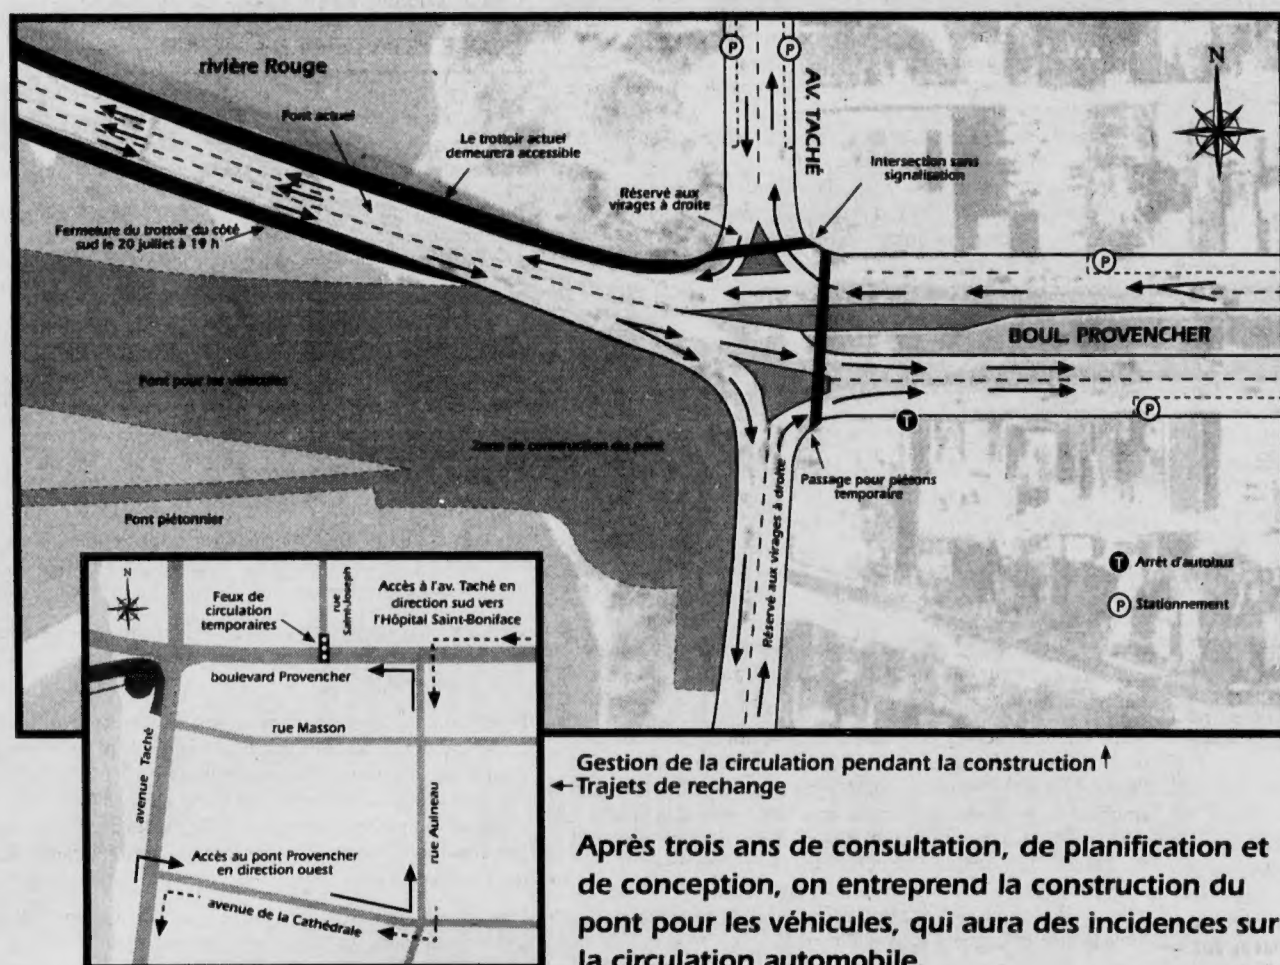 rivière Rouge
Pont actuel
Le trottoir actuel
demeurera accessible
AV. TACHÉ
P
P
N
Intersection sans
signalisation
Réservé aux
virages à droite
Fermeture du trottoir du côté
sud le 20 juillet à 19 h
P
BOUL. PROVENCHER
Pont pour les véhicules
Zone de construction du pont
P
T
Passage pour piétons
temporaire
Réservé aux virages à droite
Pont piétonnier
T Arrêt d'autobus
P Stationnement
N
Feux de
circulation
temporaires
rue
Saint-Joseph
Accès à l'av. Taché en
direction sud vers
l'Hôpital Saint-Boniface
boulevard Provencher
rue Masson
avenue Taché
rue Aulneau
Accès au pont Provencher
en direction ouest
avenue de la Cathédrale
Gestion de la circulation pendant la construction
Trajets de rechange
Après trois ans de consultation, de planification et
de conception, on entreprend la construction du
pont pour les véhicules, qui aura des incidences sur
la circulation automobile